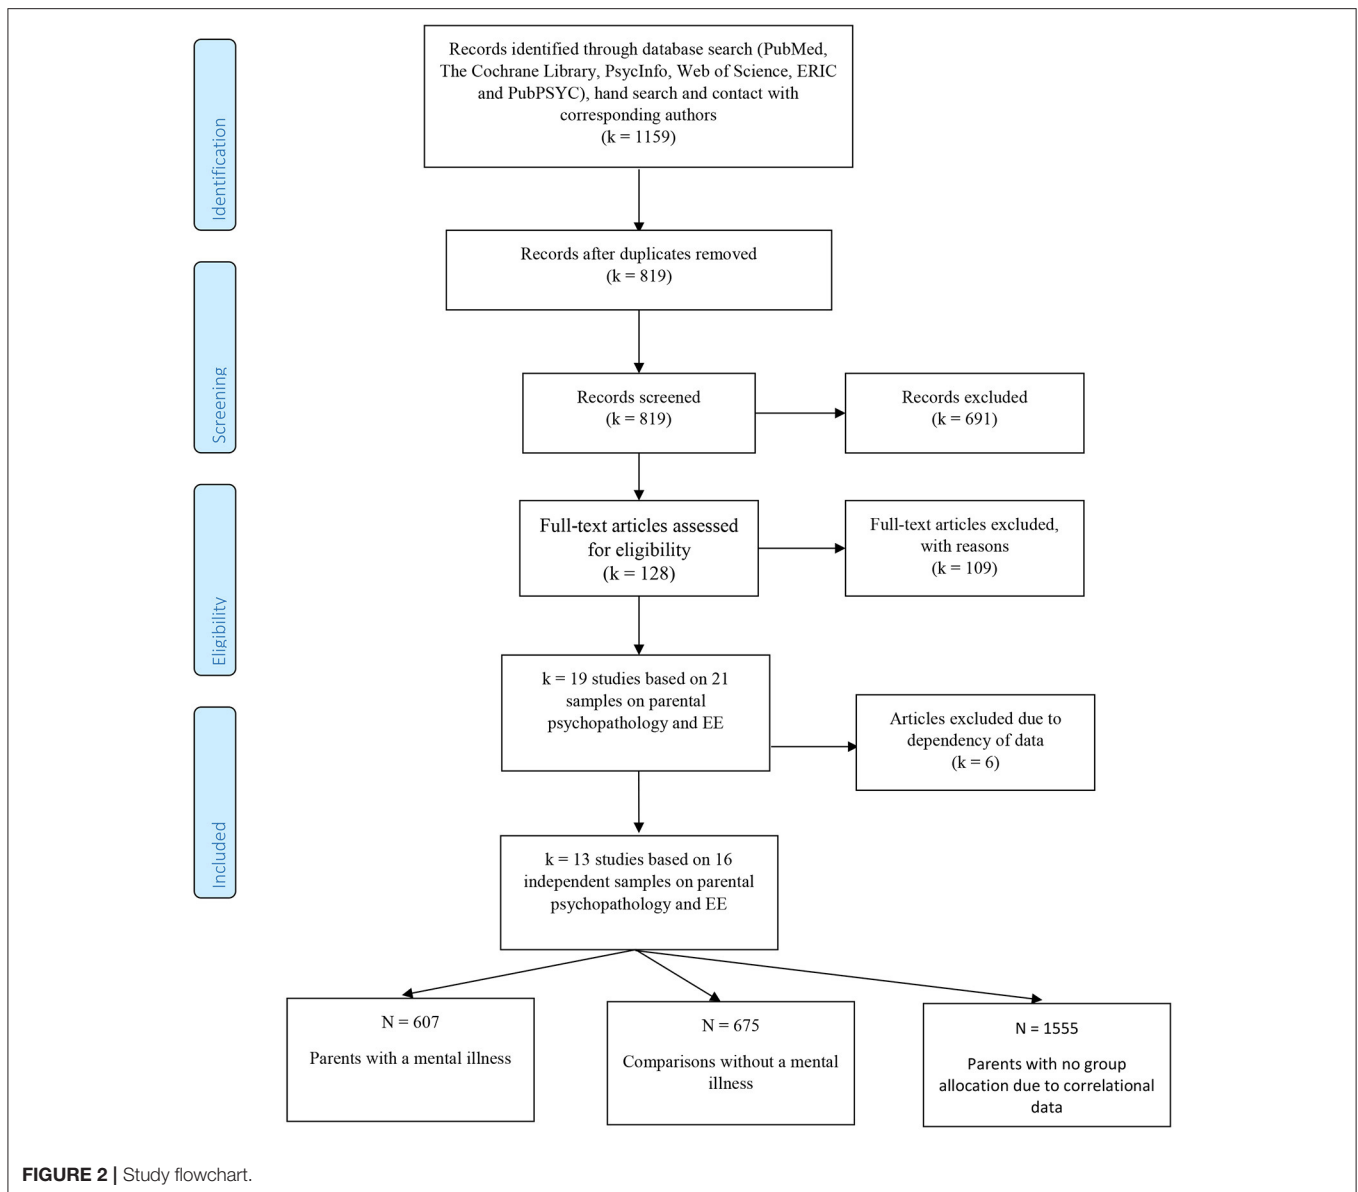 Identification
Records identified through database search (PubMed,
The Cochrane Library, PsycInfo, Web of Science, ERIC
and PubPSYC), hand search and contact with
corresponding authors
(k = 1159)
Records after duplicates removed
(k = 819)
Screening
Records screened
(k = 819)
Records excluded
(k = 691)
Eligibility
Full-text articles assessed
for eligibility
(k = 128)
Full-text articles excluded,
with reasons
(k = 109)
k = 19 studies based on 21
samples on parental
psychopathology and EE
Articles excluded due to
dependency of data
(k = 6)
Included
k = 13 studies based on 16
independent samples on parental
psychopathology and EE
N = 607
Parents with a mental illness
N = 675
Comparisons without a mental
illness
N = 1555
Parents with no group
allocation due to correlational
data
FIGURE 2 | Study flowchart.